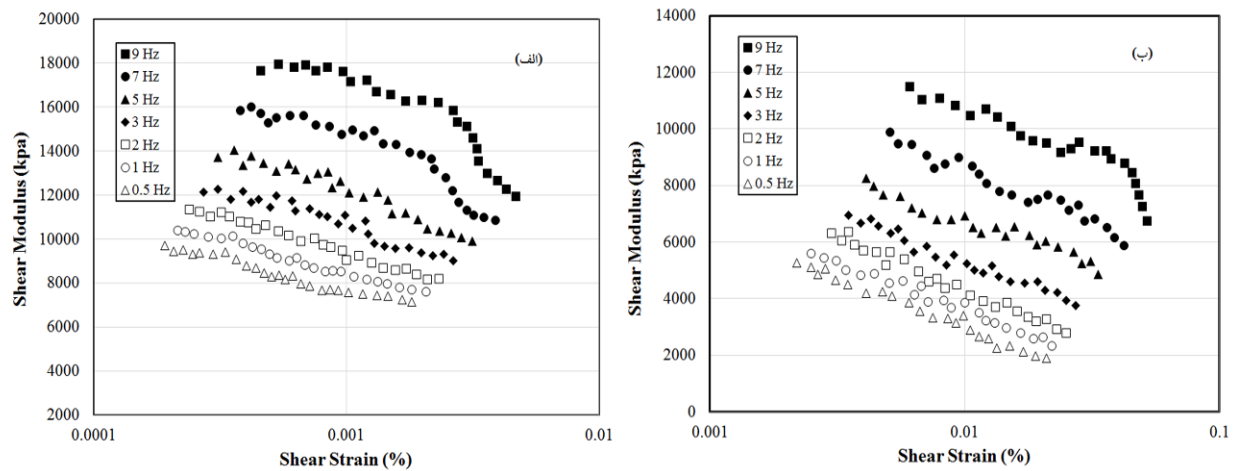 20000
18000
16000
14000
12000
10000
8000
6000
4000
2000
Shear Modulus (kpa)
(الف)
9 Hz
7 Hz
5 Hz
3 Hz
2 Hz
1 Hz
0.5 Hz
0.0001
0.001
0.01
Shear Strain (%)
14000
12000
10000
8000
6000
4000
2000
0
Shear Modulus (kpa)
(ب)
9 Hz
7 Hz
5 Hz
3 Hz
2 Hz
1 Hz
0.5 Hz
0.001
0.01
0.1
Shear Strain (%)